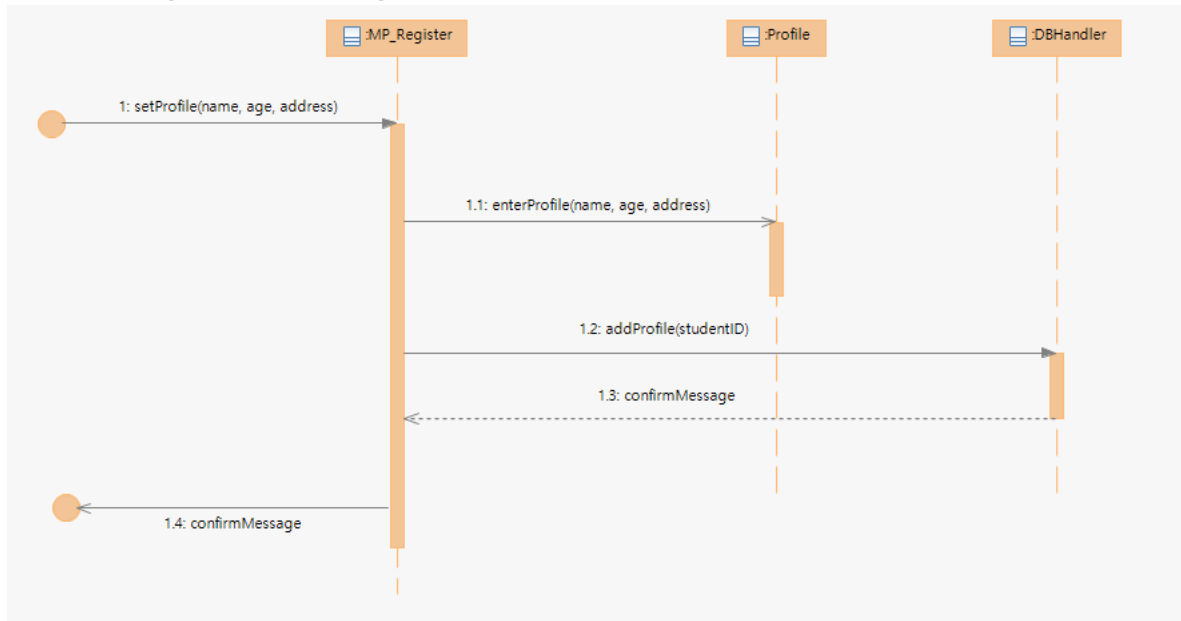 :MP_Register
:Profile
:DBHandler
1: setProfile(name, age, address)
1.1: enterProfile(name, age, address)
1.2: addProfile(studentID)
1.3: confirmMessage
1.4: confirmMessage